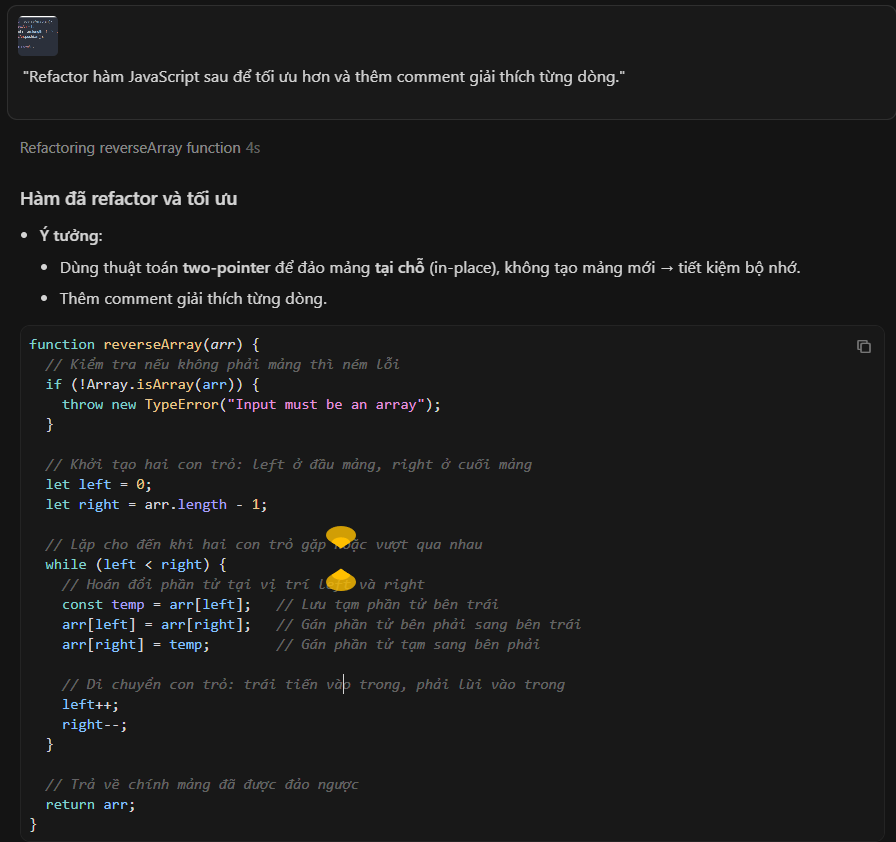 "Refactor hàm JavaScript sau để tối ưu hơn và thêm comment giải thích từng dòng."
Refactoring reverseArray function 4s
Hàm đã refactor và tối ưu
Ý tưởng:
Dùng thuật toán two-pointer để đảo mảng tại chỗ (in-place), không tạo mảng mới → tiết kiệm bộ nhớ.
Thêm comment giải thích từng dòng.
function reverseArray(arr) {
// Kiểm tra nếu không phải mảng thì ném lỗi
if (!Array.isArray(arr)) {
throw new TypeError("Input must be an array");
}
// Khởi tạo hai con trỏ: left ở đầu mảng, right ở cuối mảng
let left = 0;
let right = arr.length - 1;
// Lặp cho đến khi hai con trỏ gặp hoặc vượt qua nhau
while (left < right) {
// Hoán đổi phần tử tại vị trí left và right
const temp = arr[left]; // Lưu tạm phần tử bên trái
arr[left] = arr[right]; // Gán phần tử bên phải sang bên trái
arr[right] = temp; // Gán phần tử tạm sang bên phải
// Di chuyển con trỏ: trái tiến vào trong, phải lùi vào trong
left++;
right--;
}
// Trả về chính mảng đã được đảo ngược
return arr;
}